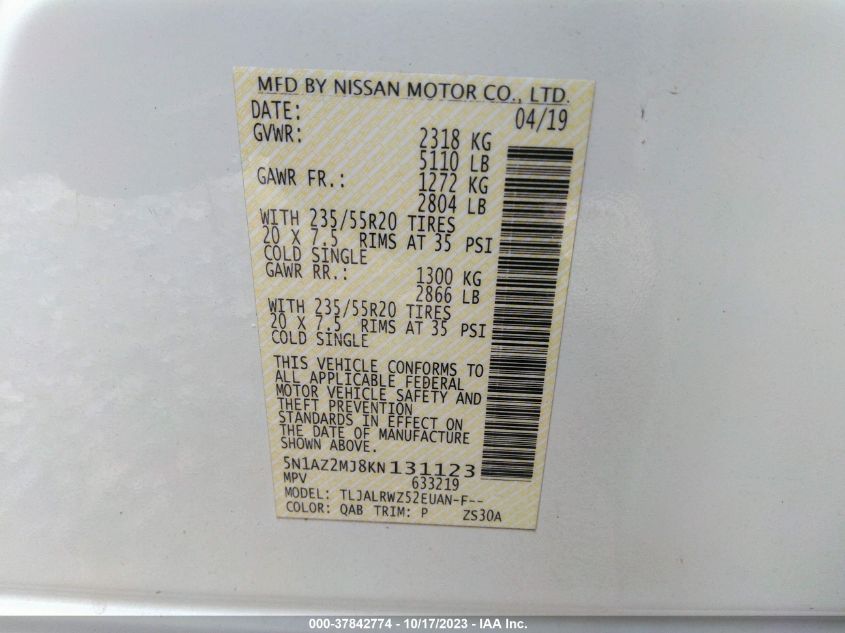 MFD BY NISSAN MOTOR CO., LTD.
DATE: 04/19
GVWR: 2318 KG
5110 LB
GAWR FR.: 1272 KG
2804 LB
WITH 235/55R20 TIRES
20 X 7.5 RIMS AT 35 PSI
COLD SINGLE
GAWR RR.: 1300 KG
2866 LB
WITH 235/55R20 TIRES
20 X 7.5 RIMS AT 35 PSI
COLD SINGLE
THIS VEHICLE CONFORMS TO
ALL APPLICABLE FEDERAL
MOTOR VEHICLE SAFETY AND
THEFT PREVENTION
STANDARDS IN EFFECT ON
THE DATE OF MANUFACTURE
SHOWN ABOVE.
5N1AZ2MJ8KN131123
MPV 633219
MODEL: TLJALRWZ52EUAN-F--
COLOR: QAB TRIM: P ZS30A
000-37842774 - 10/17/2023 - IAA Inc.